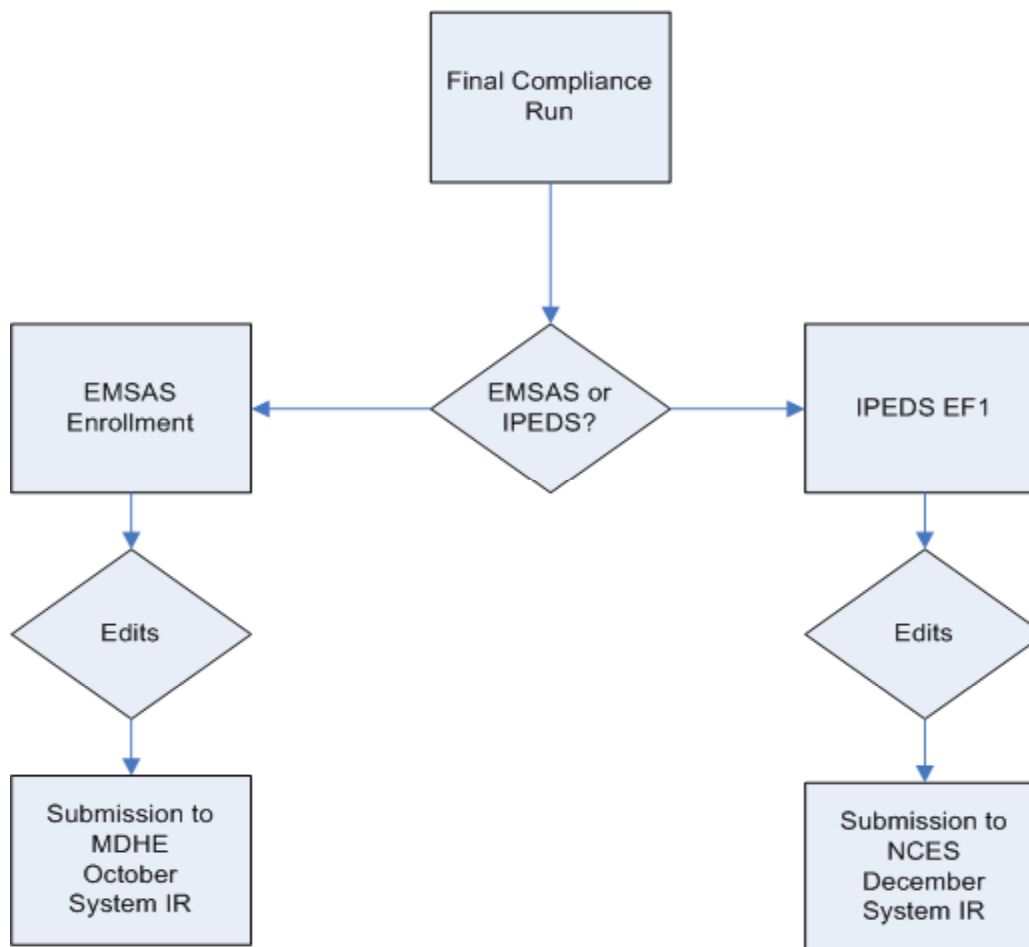 Final Compliance
Run
EMSAS or
IPEDS?
EMSAS
Enrollment
IPEDS EF1
Edits
Edits
Submission to
MDHE
October
System IR
Submission to
NCES
December
System IR